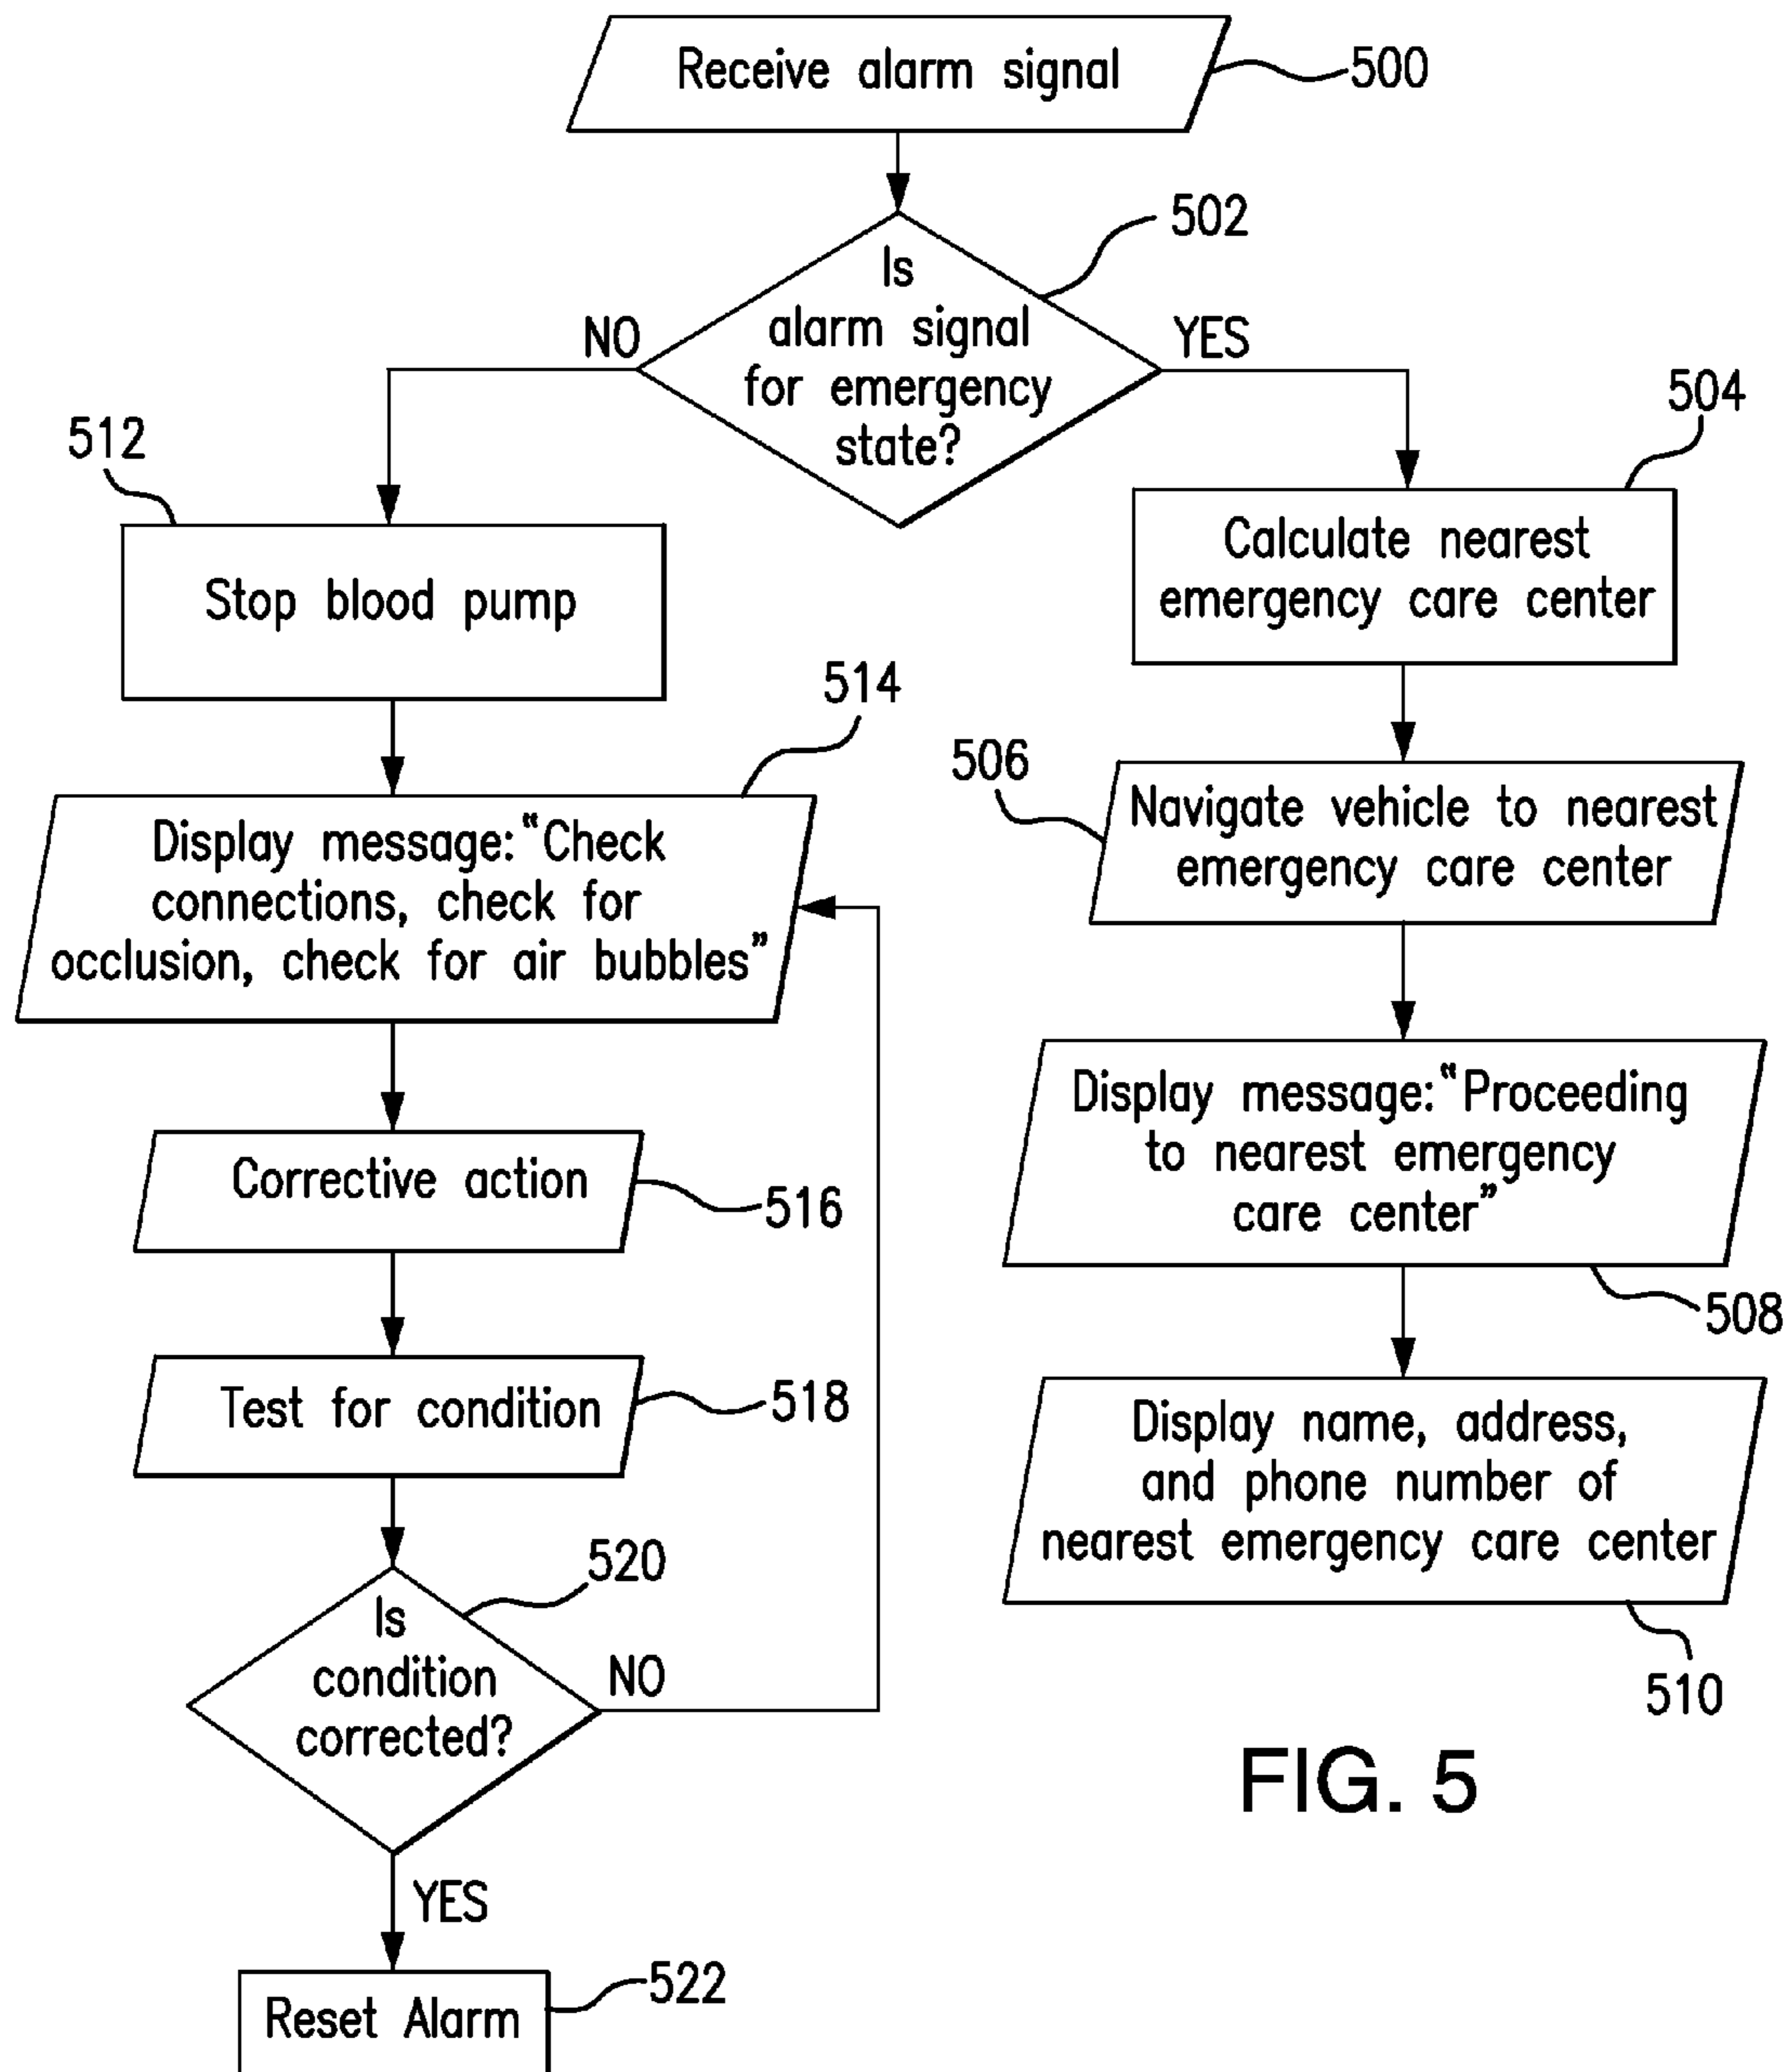 Receive alarm signal
500
502
Is
alarm signal
for emergency
state?
NO
YES
504
Calculate nearest
emergency care center
506
Navigate vehicle to nearest
emergency care center
Display message: “Proceeding
to nearest emergency
care center”
508
Display name, address,
and phone number of
nearest emergency care center
510
512
Stop blood pump
514
Display message: “Check
connections, check for
occlusion, check for air bubbles”
Corrective action
516
Test for condition
518
520
Is
condition
corrected?
NO
YES
Reset Alarm
522
FIG. 5